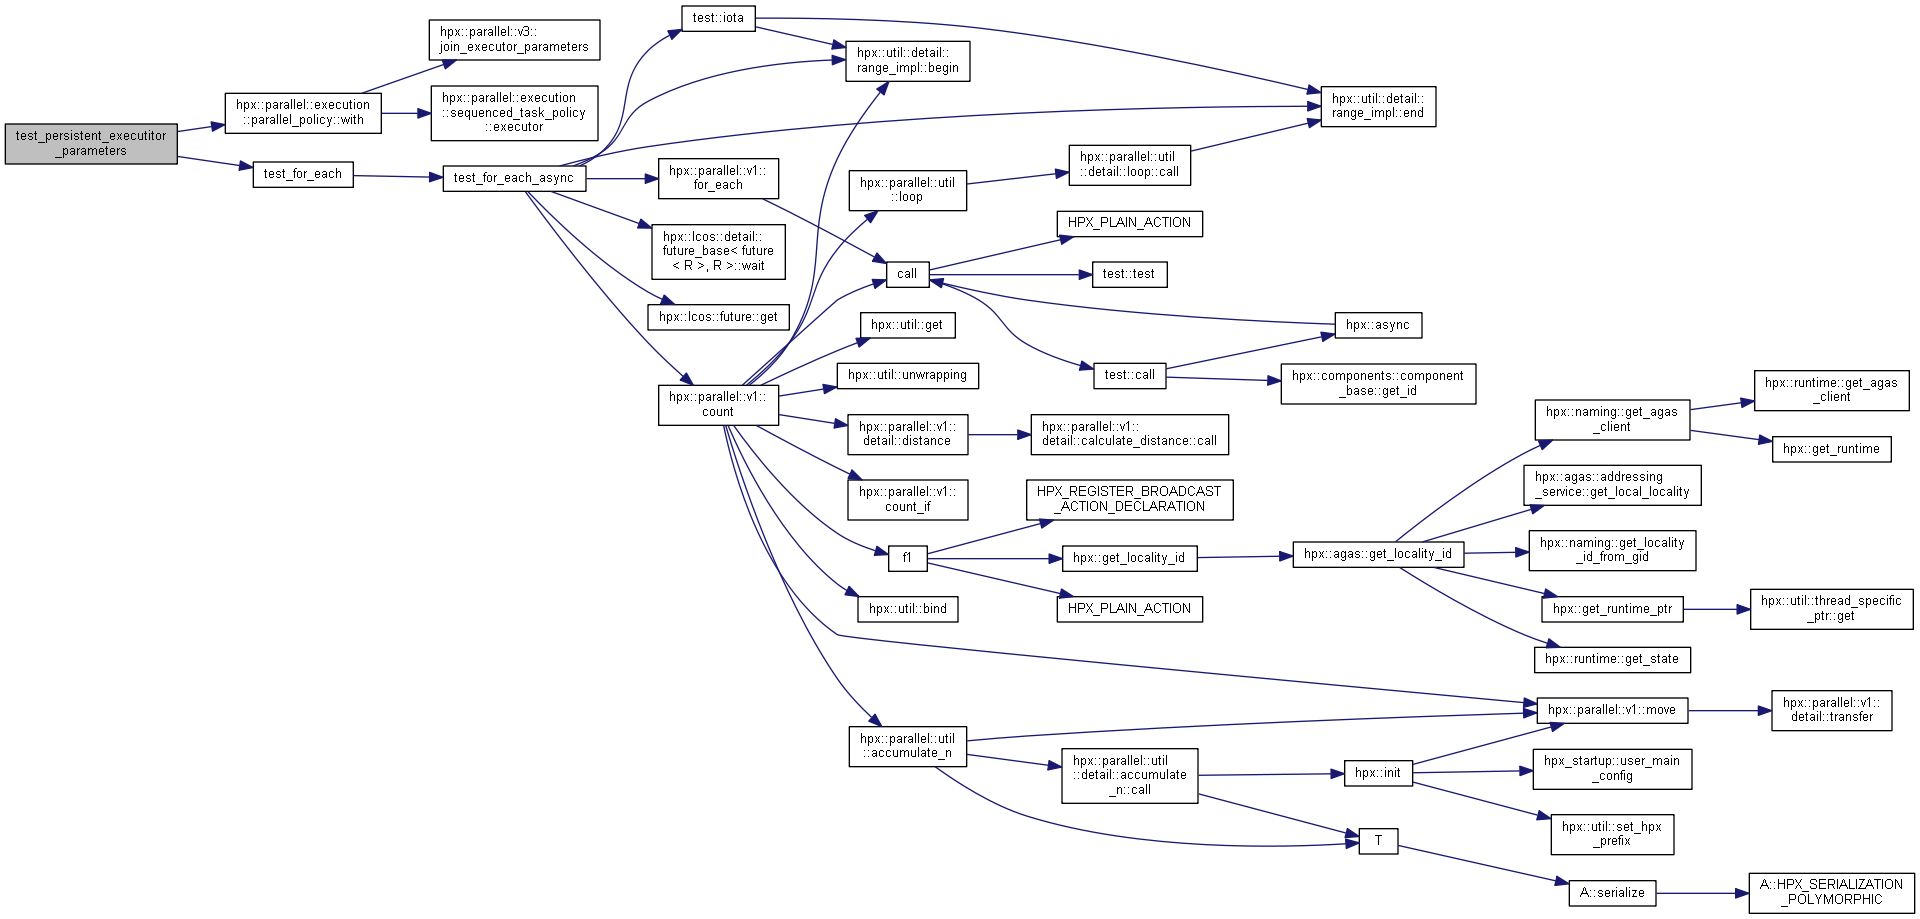 test_persistent_executitor
_parameters
hpx::parallel::execution
::parallel_policy::with
test_for_each
hpx::parallel::v3::
join_executor_parameters
hpx::parallel::execution
::sequenced_task_policy
::executor
test_for_each_async
test::iota
hpx::util::detail::
range_impl::begin
hpx::util::detail::
range_impl::end
hpx::parallel::v1::
for_each
hpx::lcos::detail::
future_base< future
< R >, R >::wait
hpx::lcos::future::get
hpx::parallel::v1::
count
hpx::parallel::util
::loop
hpx::parallel::util
::detail::loop::call
call
HPX_PLAIN_ACTION
test::test
test::call
hpx::async
hpx::components::component
_base::get_id
hpx::util::get
hpx::util::unwrapping
hpx::parallel::v1::
detail::distance
hpx::parallel::v1::
detail::calculate_distance::call
hpx::parallel::v1::
count_if
f1
HPX_REGISTER_BROADCAST
_ACTION_DECLARATION
hpx::get_locality_id
HPX_PLAIN_ACTION
hpx::agas::get_locality_id
hpx::naming::get_agas
_client
hpx::runtime::get_agas
_client
hpx::get_runtime
hpx::agas::addressing
_service::get_local_locality
hpx::naming::get_locality
_id_from_gid
hpx::get_runtime_ptr
hpx::util::thread_specific
_ptr::get
hpx::runtime::get_state
hpx::util::bind
hpx::parallel::util
::accumulate_n
hpx::parallel::util
::detail::accumulate
_n::call
hpx::parallel::v1::move
hpx::parallel::v1::
detail::transfer
hpx::init
hpx_startup::user_main
_config
hpx::util::set_hpx
_prefix
T
A::serialize
A::HPX_SERIALIZATION
_POLYMORPHIC